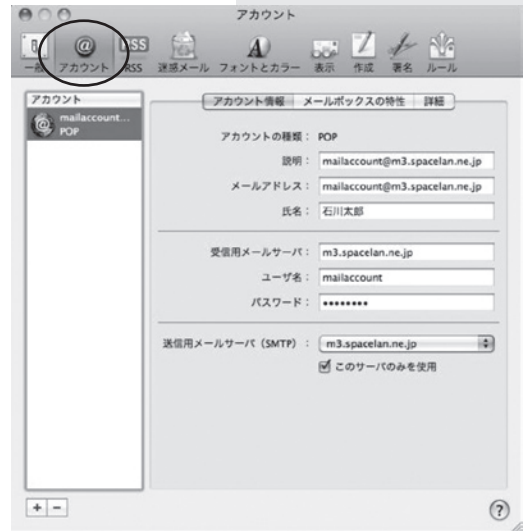 アカウント
一般 アカウント RSS 迷惑メール フォントとカラー 表示 作成 署名 ルール
アカウント
mailaccount...
POP
アカウント情報 メールボックスの特性 詳細
アカウントの種類： POP
説明： mailaccount@m3.spacelan.ne.jp
メールアドレス： mailaccount@m3.spacelan.ne.jp
氏名： 石川太郎
受信用メールサーバ： m3.spacelan.ne.jp
ユーザ名： mailaccount
パスワード： ••••••••
送信用メールサーバ（SMTP）： m3.spacelan.ne.jp
このサーバのみを使用